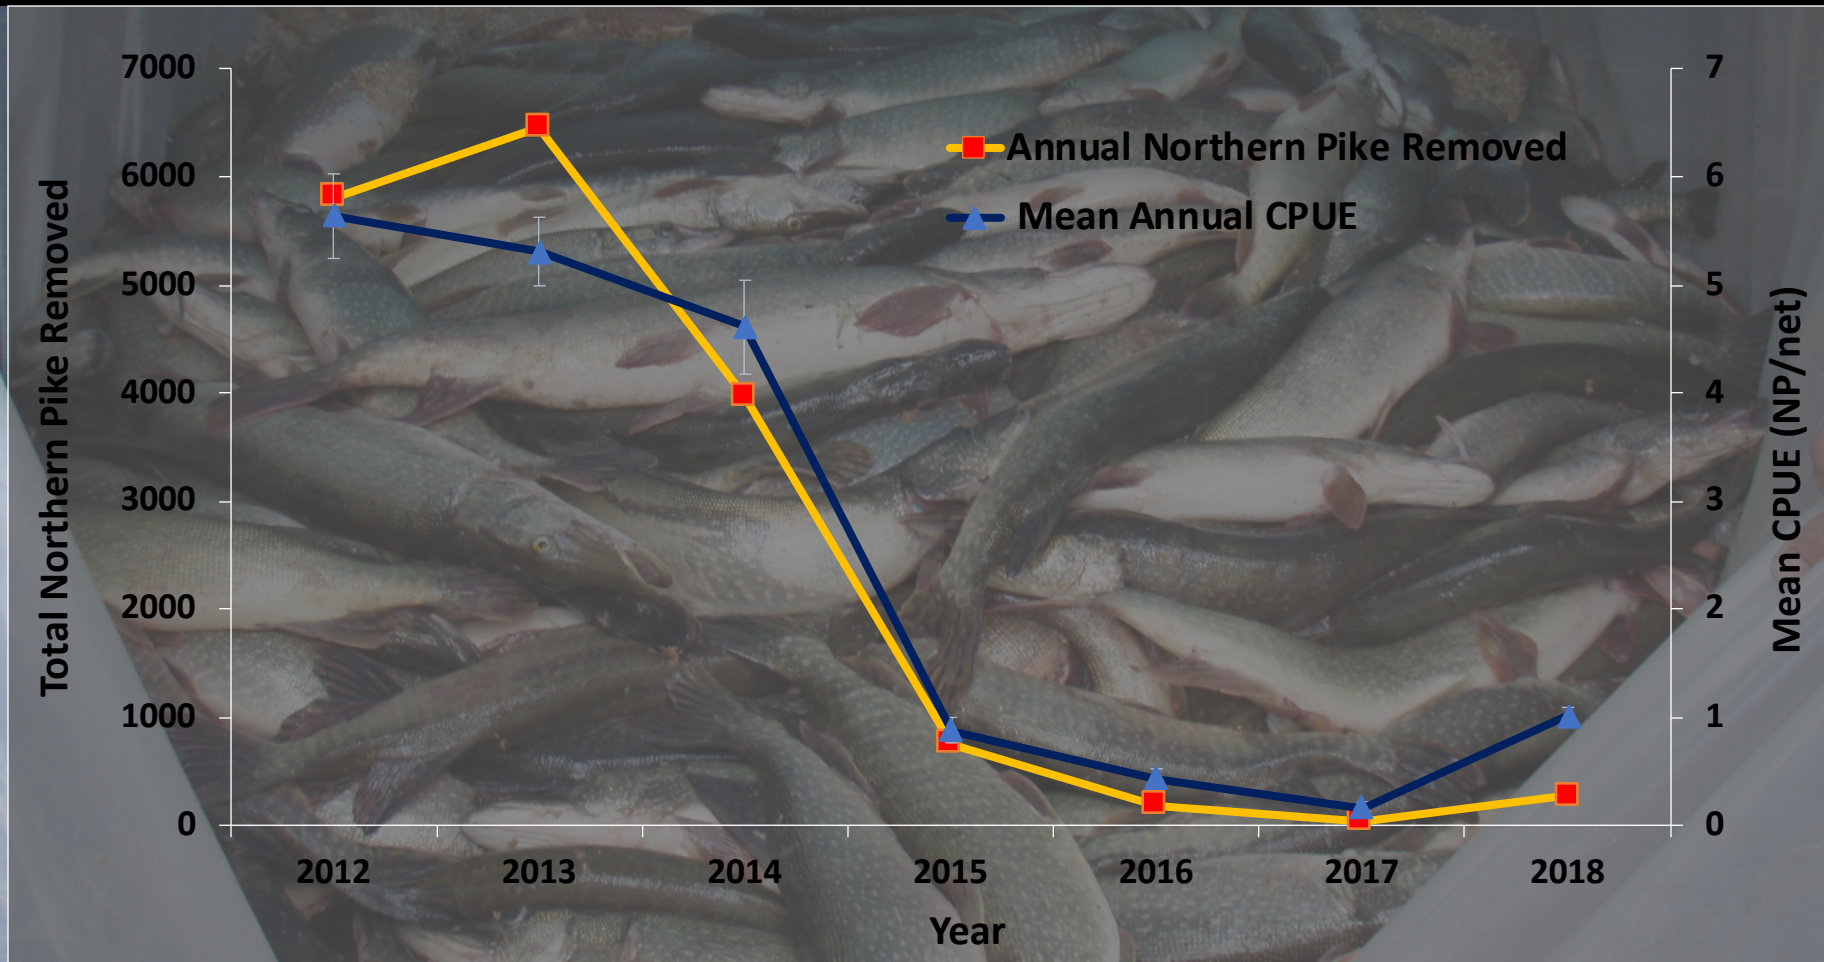 7000
6000
5000
4000
3000
2000
1000
0
Total Northern Pike Removed
Annual Northern Pike Removed
Mean Annual CPUE
7
6
5
4
3
2
1
0
Mean CPUE (NP/net)
2012 2013 2014 2015 2016 2017 2018
Year